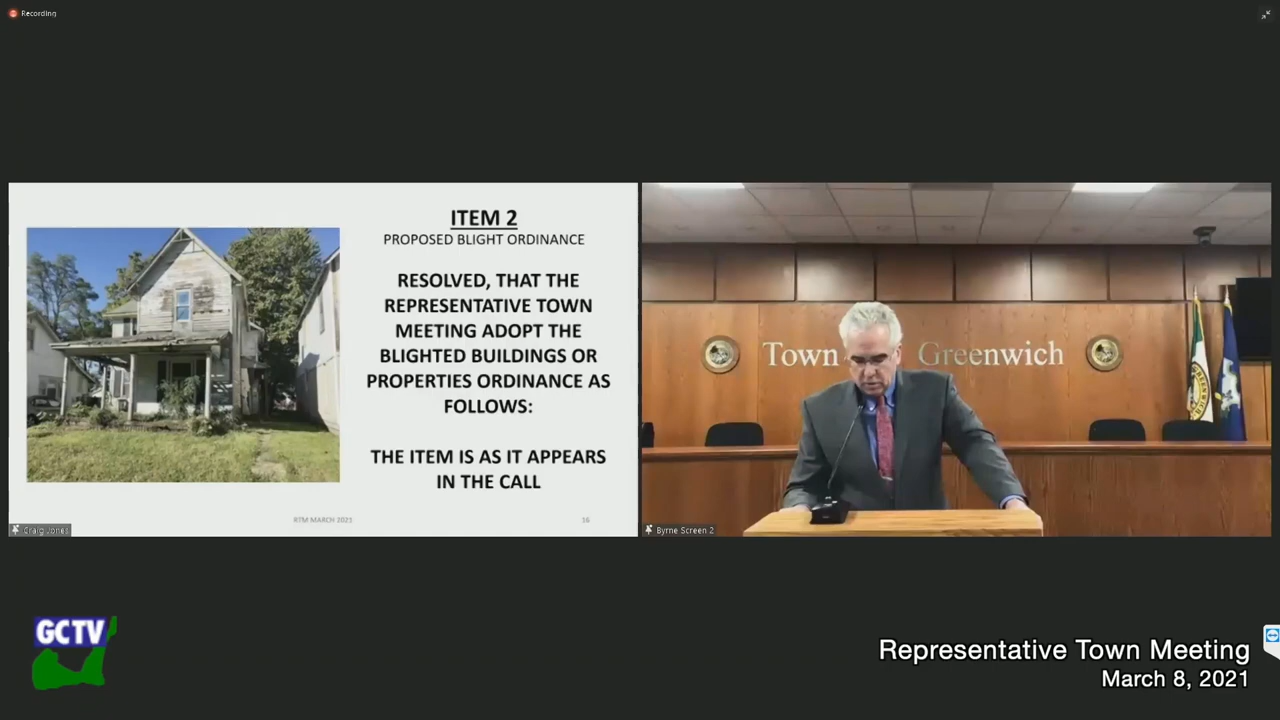 Recording
ITEM 2
PROPOSED BLIGHT ORDINANCE
RESOLVED, THAT THE
REPRESENTATIVE TOWN
MEETING ADOPT THE
BLIGHTED BUILDINGS OR
PROPERTIES ORDINANCE AS
FOLLOWS:
THE ITEM IS AS IT APPEARS
IN THE CALL
RTM MARCH 2021
16
Craig Jones
Town
Greenwich
Byrne Screen 2
GCTV
Representative Town Meeting
March 8, 2021